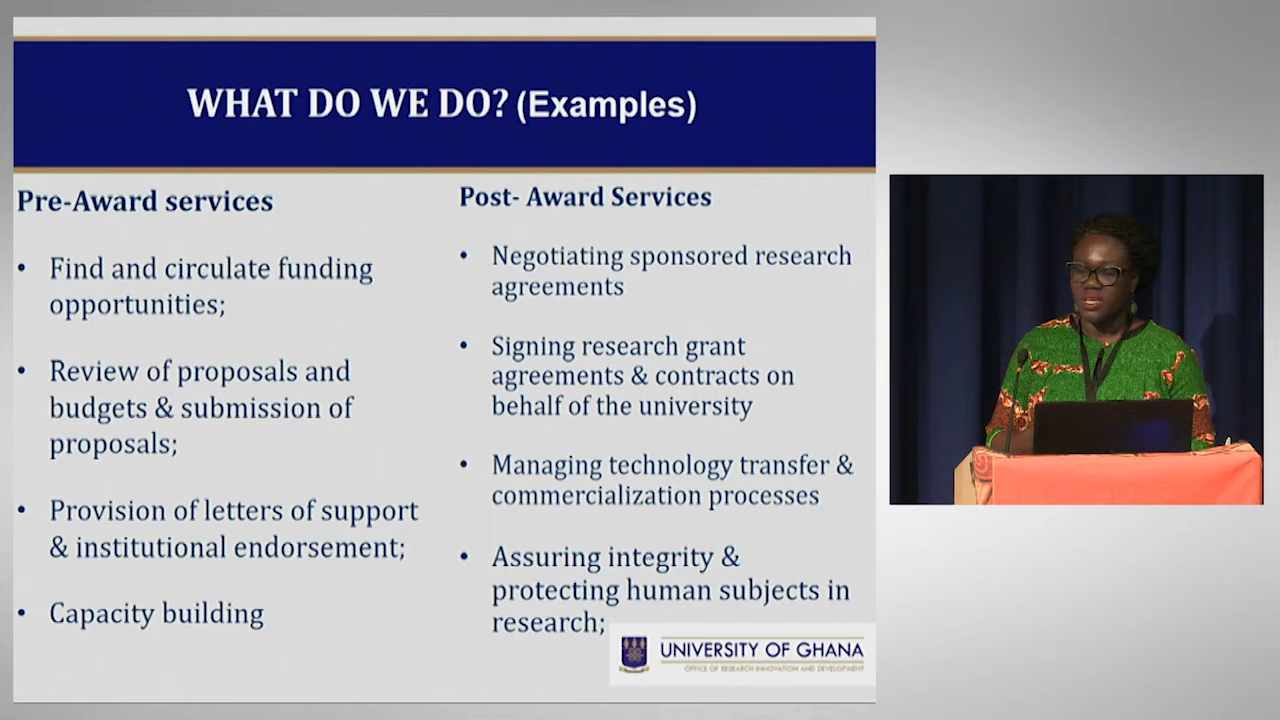 WHAT DO WE DO? (Examples)
Pre-Award services
• Find and circulate funding
opportunities;
• Review of proposals and
budgets & submission of
proposals;
• Provision of letters of support
& institutional endorsement;
• Capacity building
Post- Award Services
• Negotiating sponsored research
agreements
• Signing research grant
agreements & contracts on
behalf of the university
• Managing technology transfer &
commercialization processes
• Assuring integrity &
protecting human subjects in
research;
UNIVERSITY OF GHANA
OFFICE OF RESEARCH INNOVATION AND DEVELOPMENT